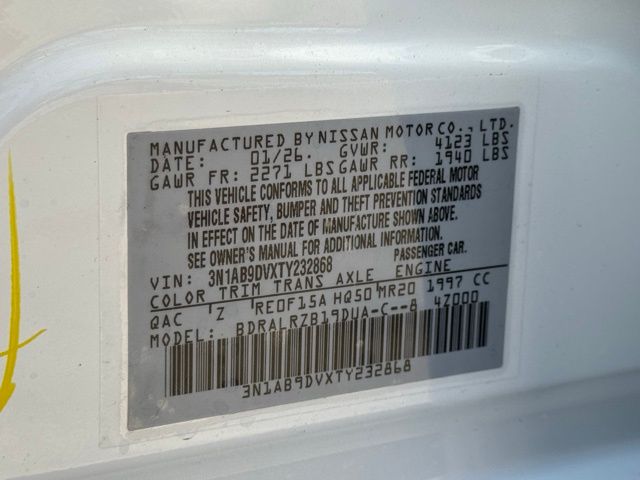 MANUFACTURED BY NISSAN MOTOR CO., LTD.
DATE: 01/26. GVWR: 4123 LBS
GAWR FR: 2271 LBS GAWR RR: 1940 LBS
THIS VEHICLE CONFORMS TO ALL APPLICABLE FEDERAL MOTOR
VEHICLE SAFETY, BUMPER AND THEFT PREVENTION STANDARDS
IN EFFECT ON THE DATE OF MANUFACTURE SHOWN ABOVE.
SEE OWNER'S MANUAL FOR ADDITIONAL INFORMATION.
VIN: 3N1AB9DVXTY232868 PASSENGER CAR.
COLOR TRIM TRANS AXLE ENGINE
QAC 'Z RE0F15A HQ50 MR20 1997 CC
MODEL: BDRALRZB19DUA-C--8 4Z000
3N1AB9DVXTY232868